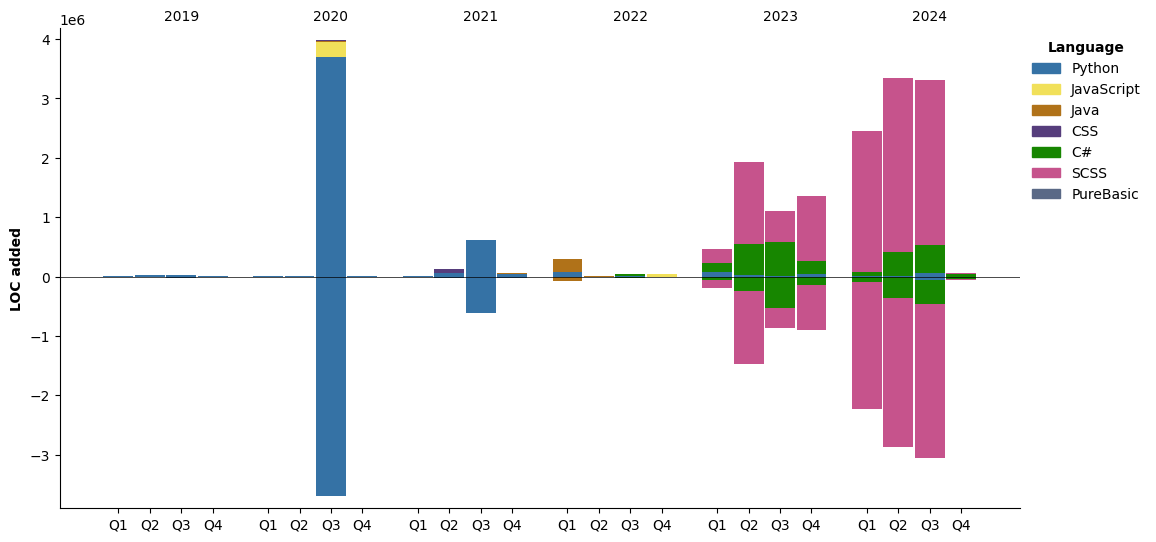 1e6
2019 2020 2021 2022 2023 2024
4
3
2
1
0
−1
−2
−3
LOC added
Q1 Q2 Q3 Q4 Q1 Q2 Q3 Q4 Q1 Q2 Q3 Q4 Q1 Q2 Q3 Q4 Q1 Q2 Q3 Q4 Q1 Q2 Q3 Q4
Language
Python
JavaScript
Java
CSS
C#
SCSS
PureBasic